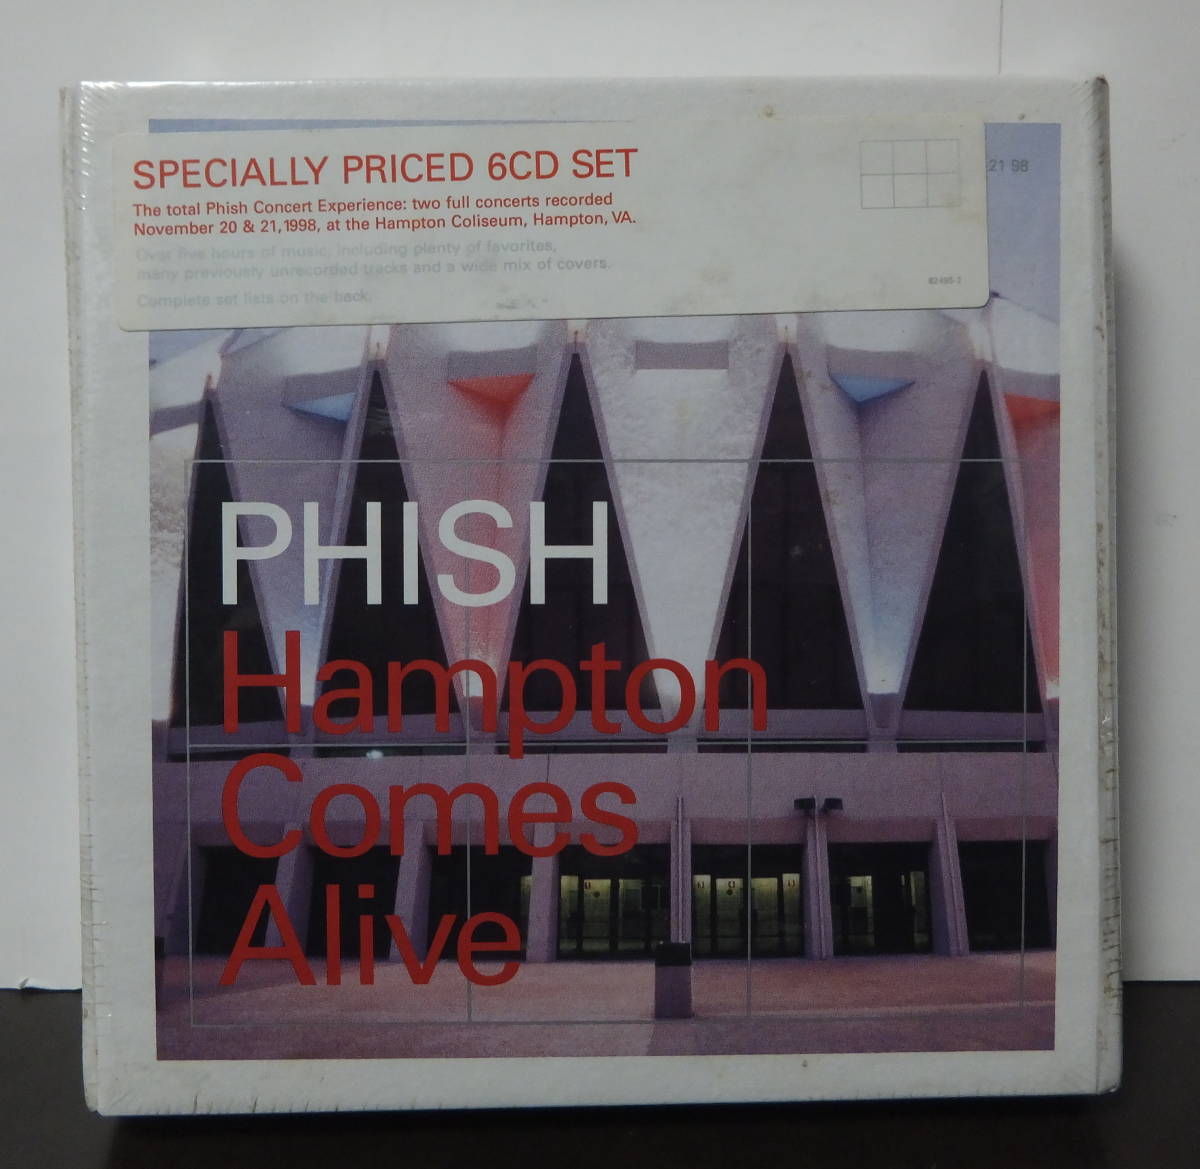 SPECIALLY PRICED 6CD SET
The total Phish Concert Experience: two full concerts recorded
November 20 & 21, 1998, at the Hampton Coliseum, Hampton, VA.
Over five hours of music, including plenty of favorites,
many previously unrecorded tracks and a wide mix of covers.
Complete set lists on the back.
62495-2
21 98
PHISH
Hampton
Comes
Alive